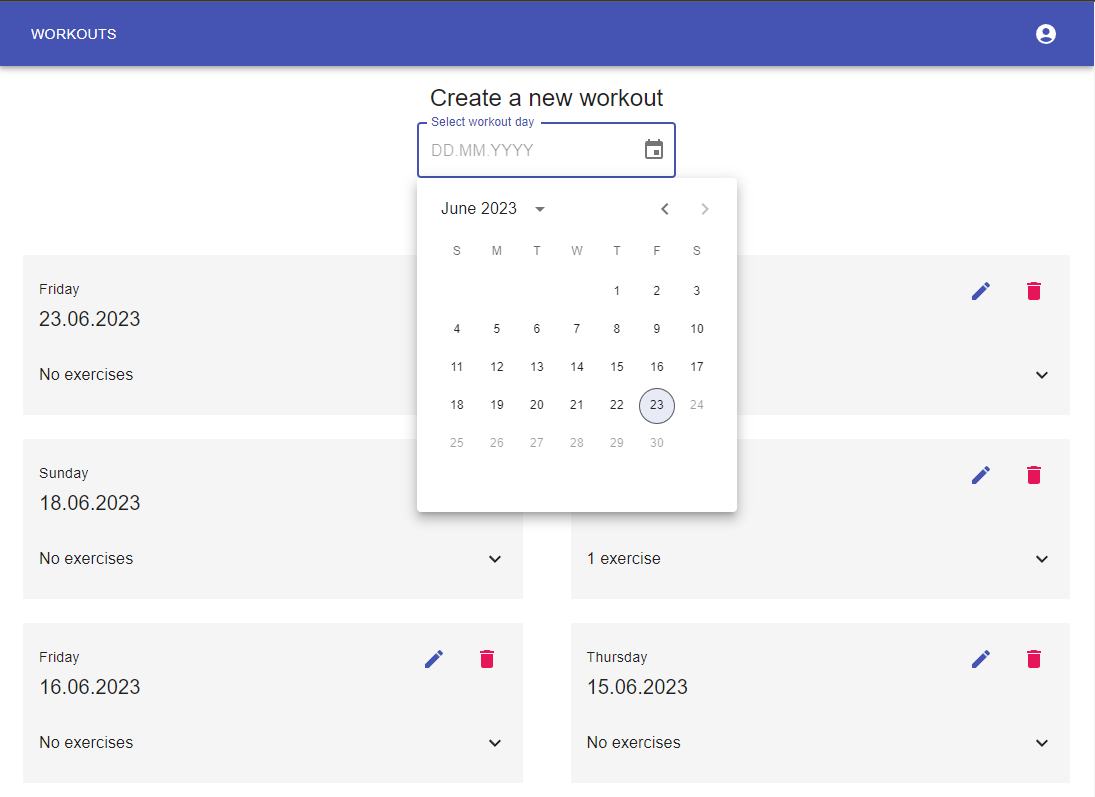 WORKOUTS
Create a new workout
Select workout day
DD.MM.YYYY
June 2023
S M T W T F S
1 2 3
4 5 6 7 8 9 10
11 12 13 14 15 16 17
18 19 20 21 22 23 24
25 26 27 28 29 30
Friday
23.06.2023
No exercises
Sunday
18.06.2023
No exercises
1 exercise
Friday
16.06.2023
No exercises
Thursday
15.06.2023
No exercises